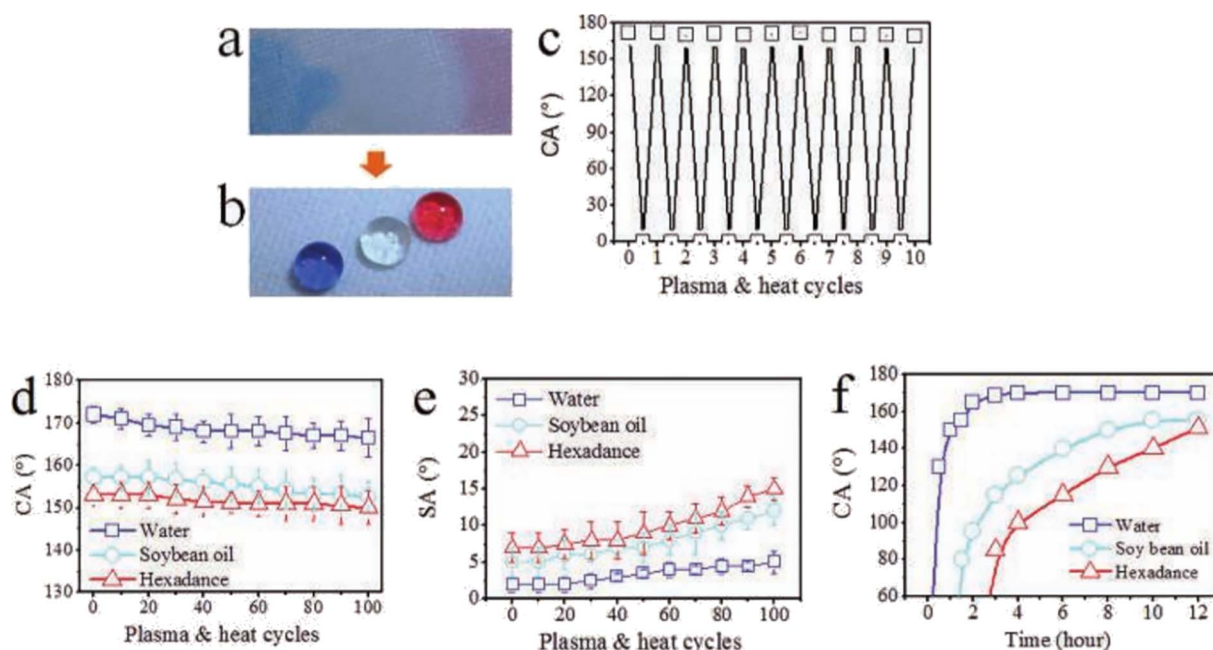 a
b
c
CA (°)
180
150
120
90
60
30
0
0 1 2 3 4 5 6 7 8 9 10
Plasma & heat cycles
d
CA (°)
180
170
160
150
140
130
Water
Soybean oil
Hexadance
0 20 40 60 80 100
Plasma & heat cycles
e
SA (°)
30
25
20
15
10
5
0
Water
Soybean oil
Hexadance
0 20 40 60 80 100
Plasma & heat cycles
f
CA (°)
180
160
140
120
100
80
60
Water
Soy bean oil
Hexadance
0 2 4 6 8 10 12
Time (hour)